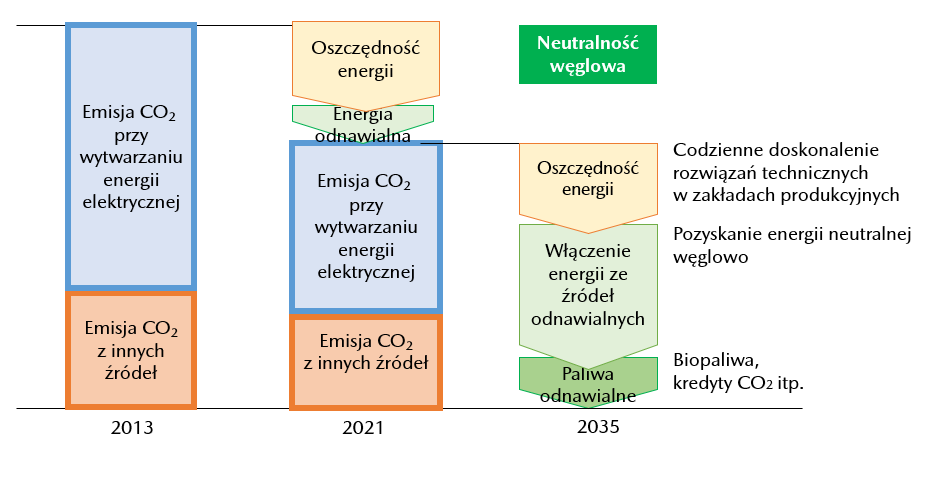 Emisja CO₂
przy
wytwarzaniu
energii
elektrycznej
Emisja CO₂
z innych
źródeł
2013
Oszczędność
energii
Energia
odnawialna
Emisja CO₂
przy
wytwarzaniu
energii
elektrycznej
Emisja CO₂
z innych źródeł
2021
Neutralność
węglowa
Oszczędność
energii
Włączenie
energii ze
źródeł
odnawialnych
Paliwa
odnawialne
2035
Codzienne doskonalenie
rozwiązań technicznych
w zakładach produkcyjnych
Pozyskanie energii neutralnej
węglowo
Biopaliwa,
kredyty CO₂ itp.